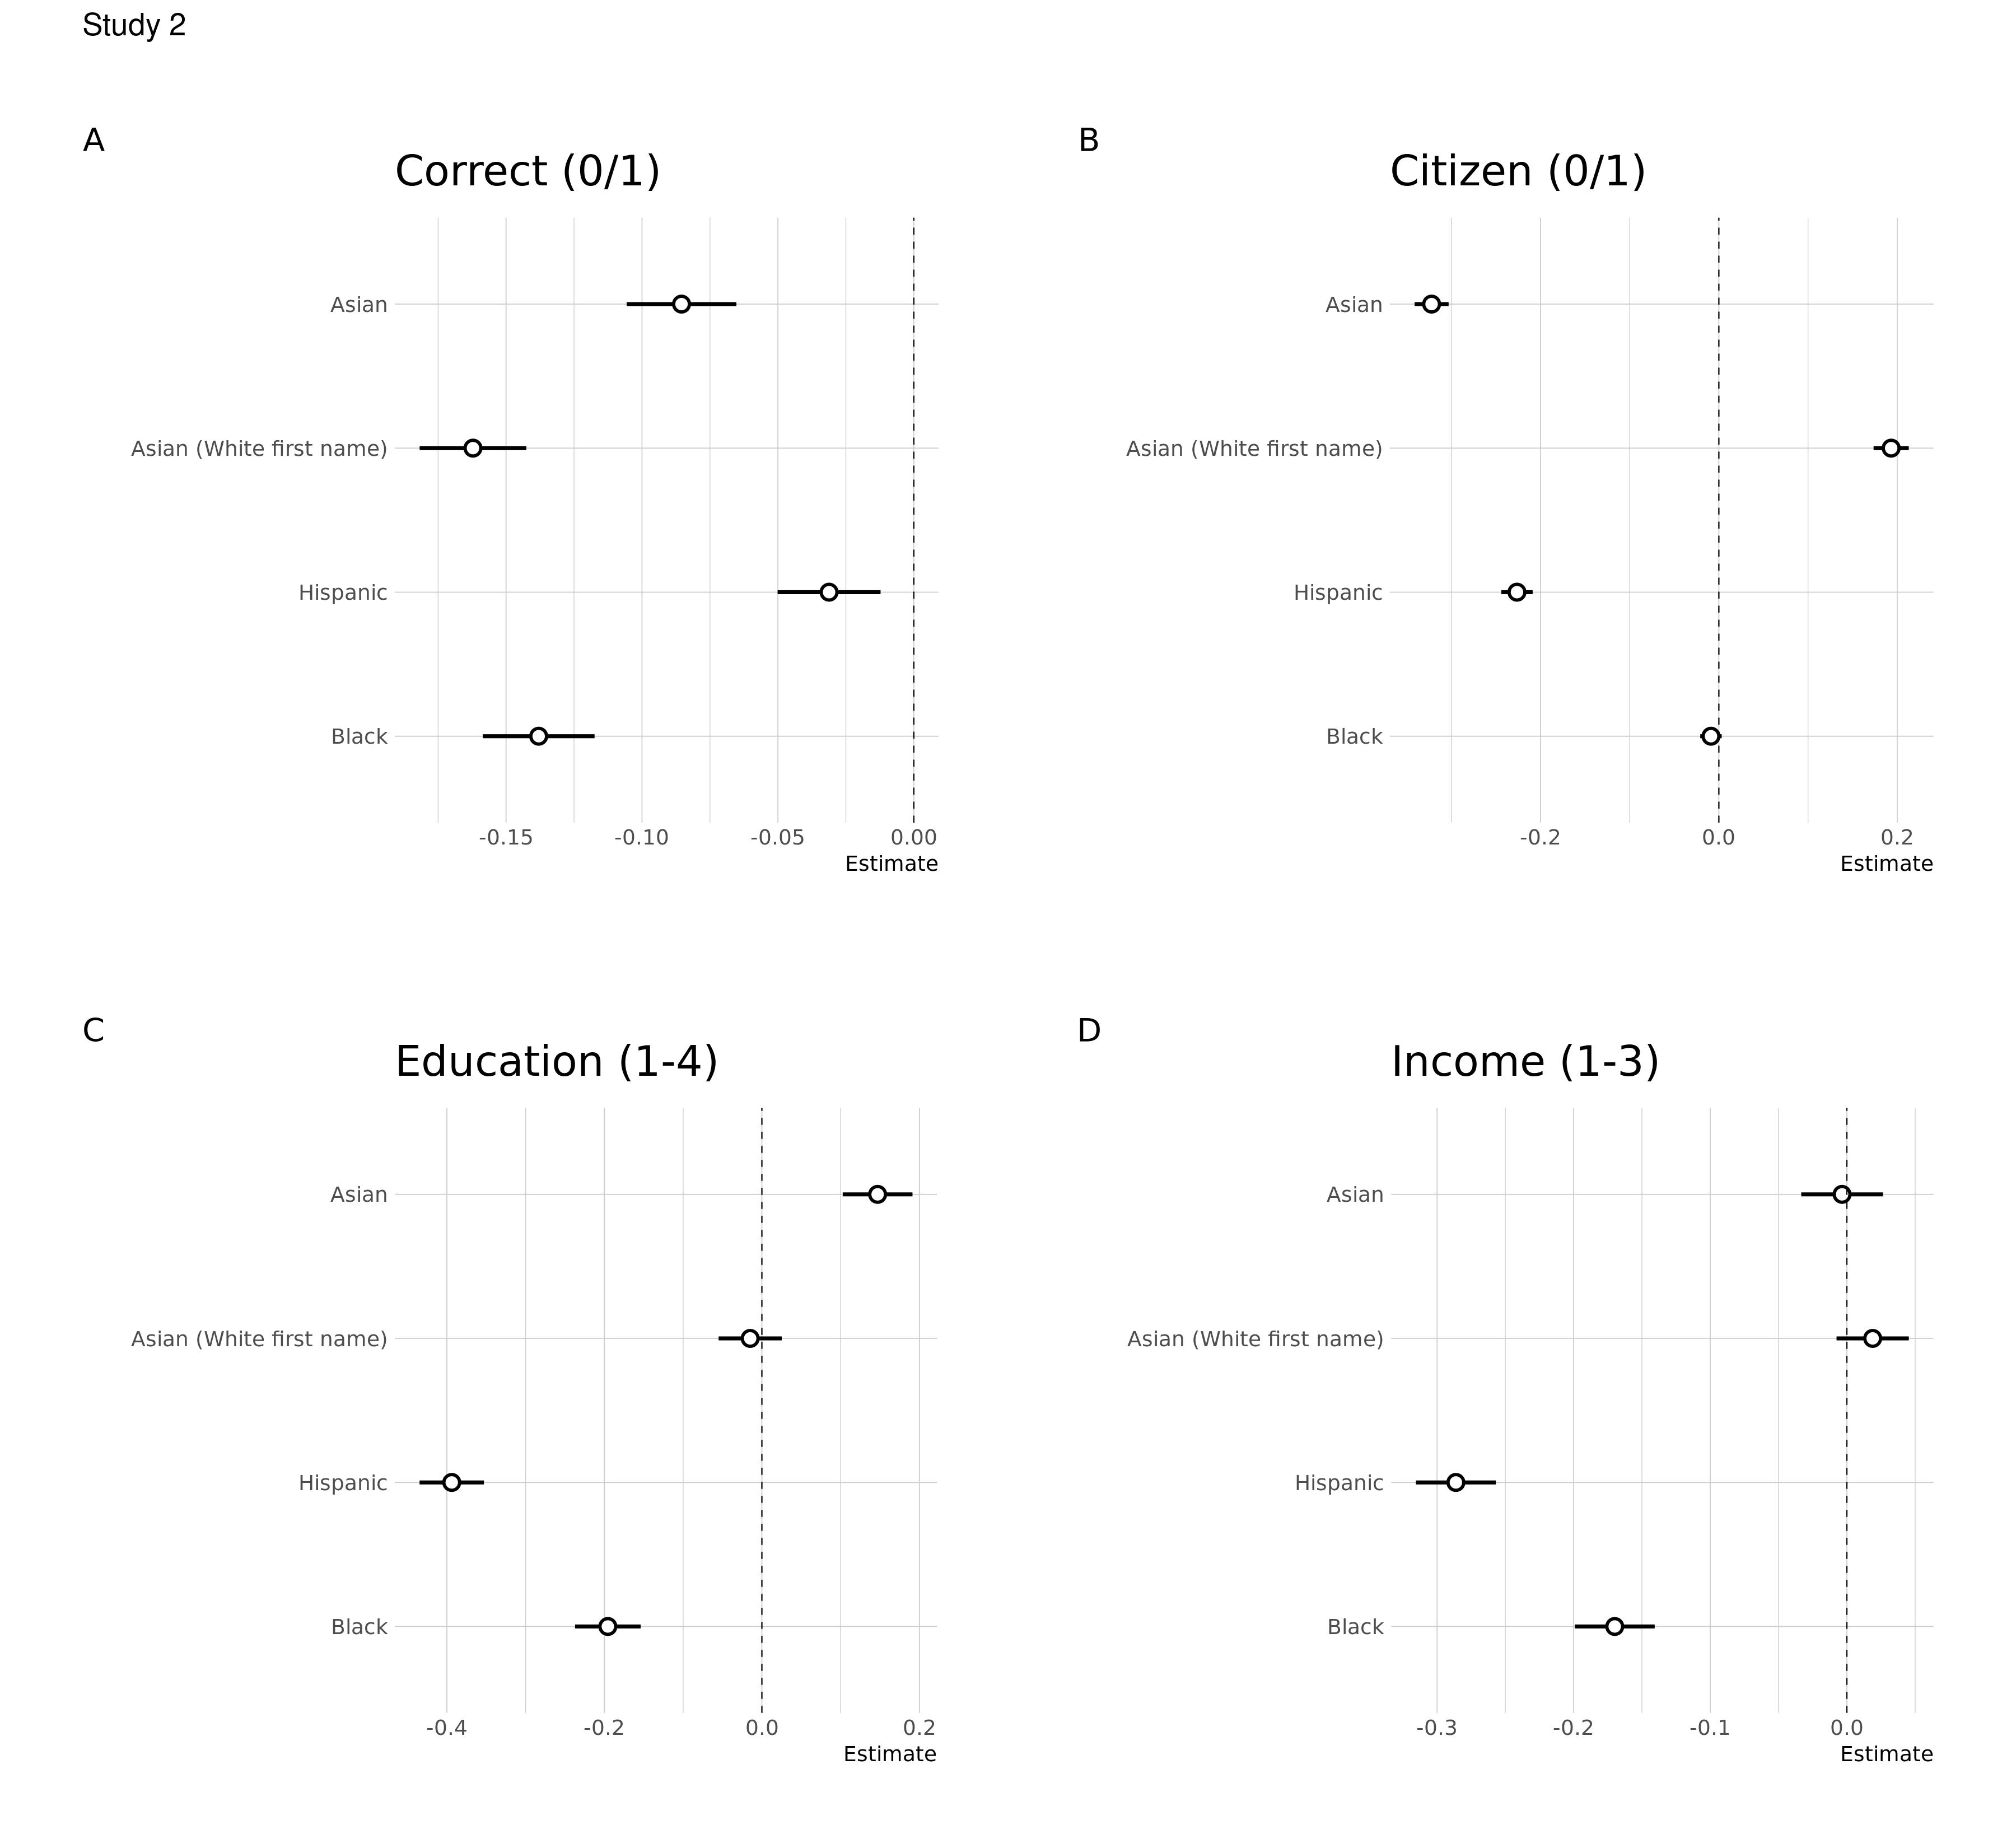 Study 2
A
Correct (0/1)
Asian
Asian (White first name)
Hispanic
Black
-0.15 -0.10 -0.05 0.00
Estimate
B
Citizen (0/1)
Asian
Asian (White first name)
Hispanic
Black
-0.2 0.0 0.2
Estimate
C
Education (1-4)
Asian
Asian (White first name)
Hispanic
Black
-0.4 -0.2 0.0 0.2
Estimate
D
Income (1-3)
Asian
Asian (White first name)
Hispanic
Black
-0.3 -0.2 -0.1 0.0
Estimate